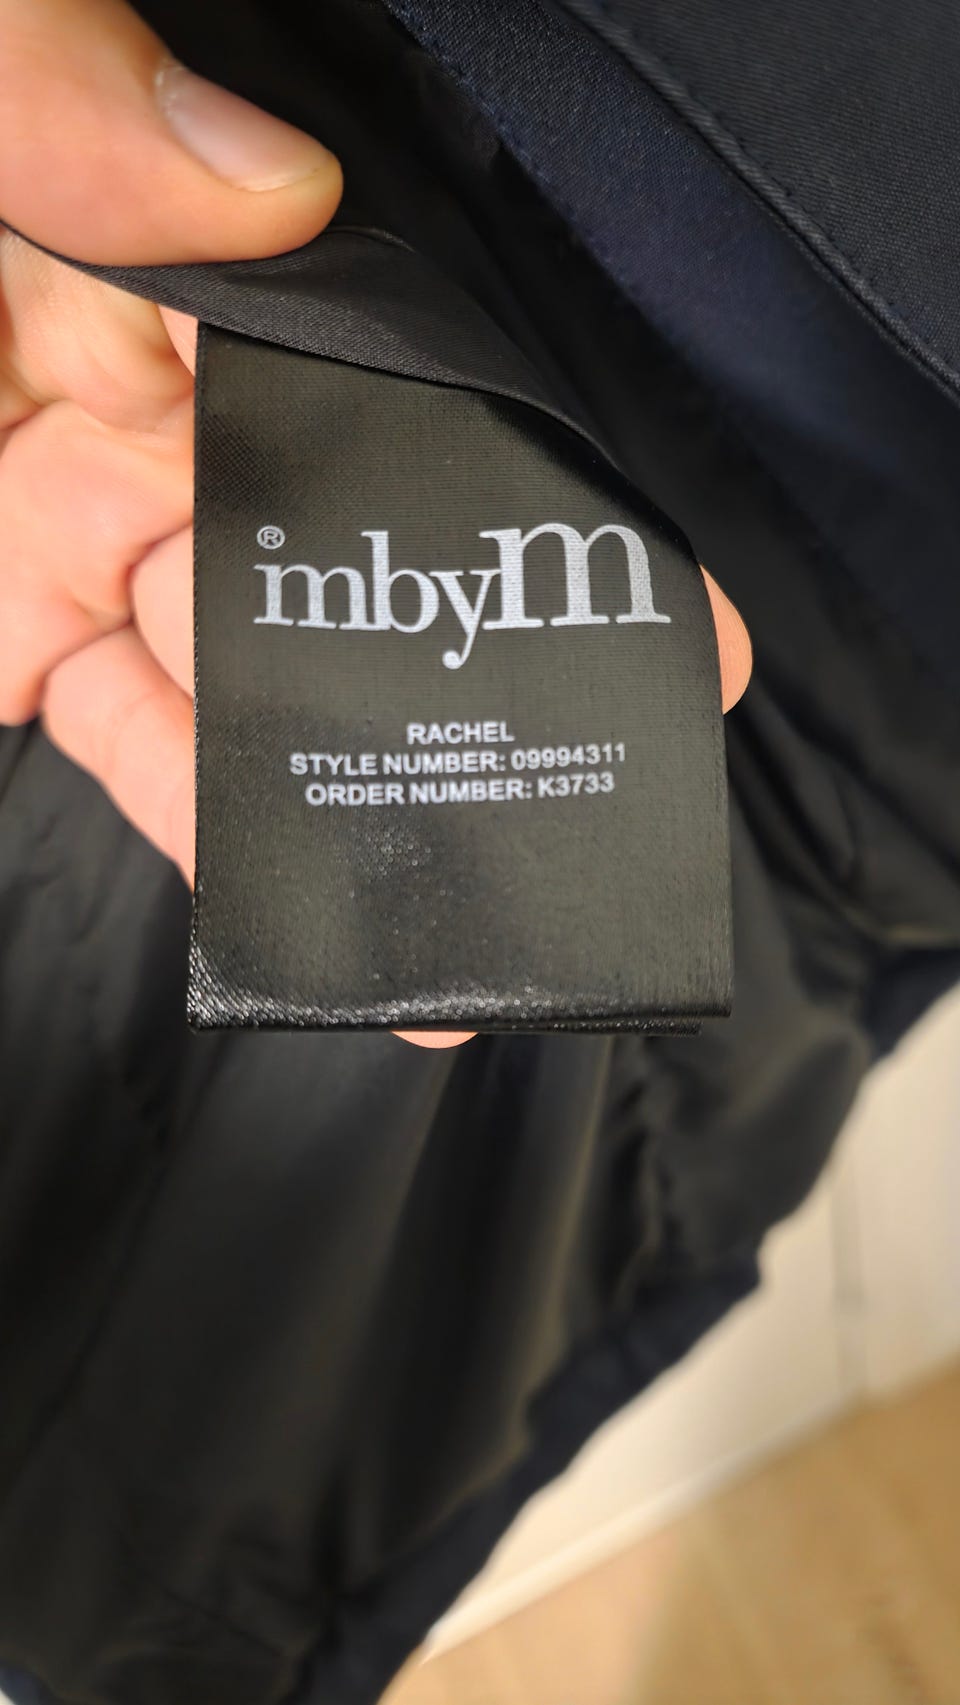 ® mbyM
RACHEL
STYLE NUMBER: 09994311
ORDER NUMBER: K3733